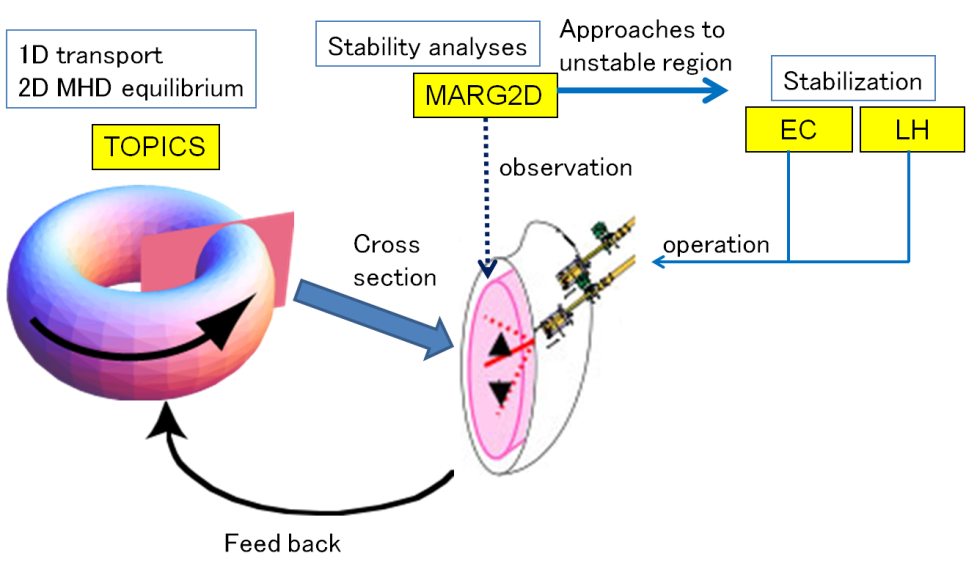 1D transport
2D MHD equilibrium
TOPICS
Stability analyses
MARG2D
Approaches to
unstable region
Stabilization
EC
LH
observation
operation
Cross
section
Feed back